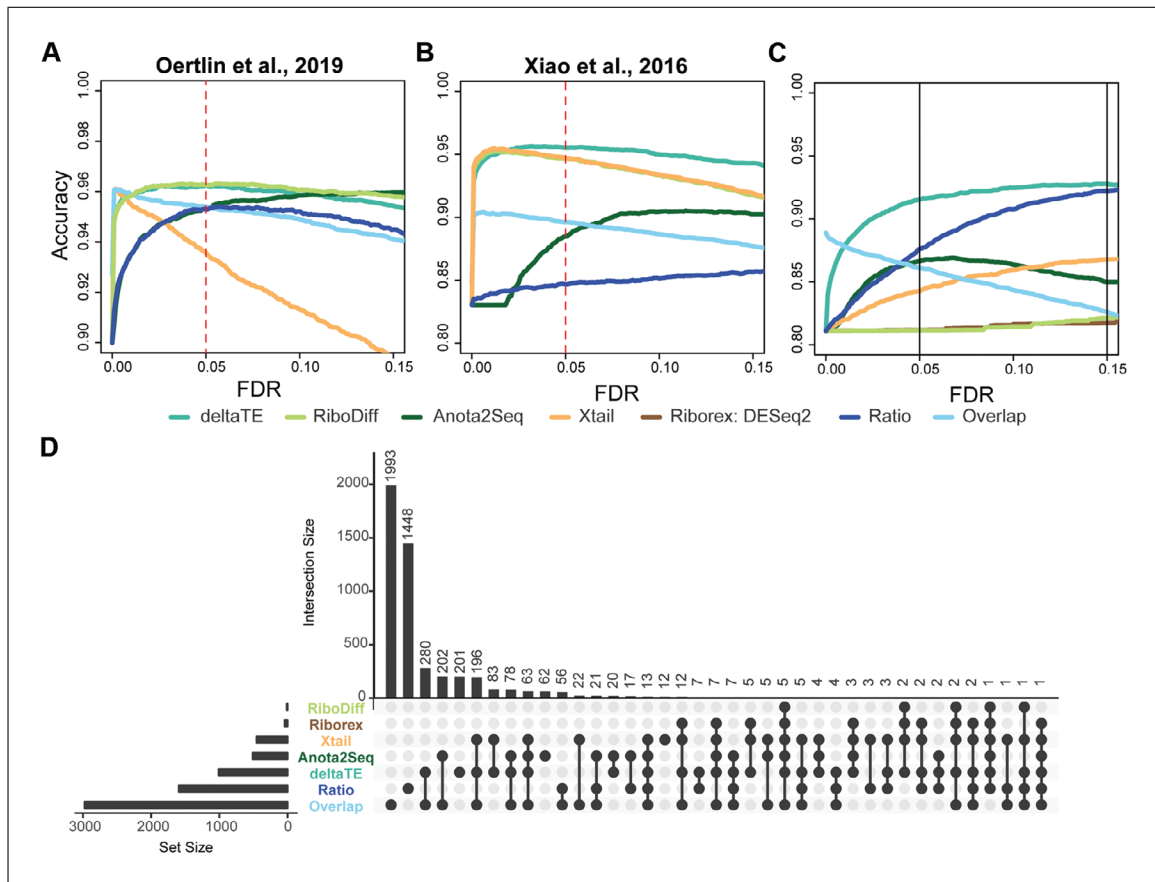 A
B
C
Oertlin et al., 2019
Xiao et al., 2016
Accuracy
1.00
0.98
0.96
0.94
0.92
0.90
0.00
0.05
0.10
0.15
FDR
1.00
0.95
0.90
0.85
0.80
0.00
0.05
0.10
0.15
FDR
1.00
0.95
0.90
0.85
0.80
0.00
0.05
0.10
0.15
FDR
deltaTE RiboDiff Anota2Seq Xtail Riborex: DESeq2 Ratio Overlap
D
Intersection Size
2000
1500
1000
500
0
1993 1448 280 202 201 196 83 78 63 62 56 22 21 20 17 13 12 12 7 7 7 5 5 5 4 4 3 3 3 3 2 2 2 2 2 1 1 1 1
RiboDiff
Riborex
Xtail
Anota2Seq
deltaTE
Ratio
Overlap
3000 2000 1000 0
Set Size